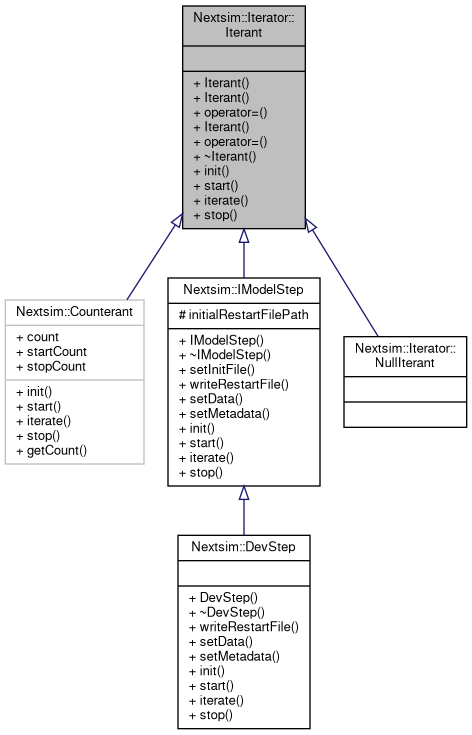 Nextsim::Iterator::
Iterant
+ Iterant()
+ Iterant()
+ operator=()
+ Iterant()
+ operator=()
+ ~Iterant()
+ init()
+ start()
+ iterate()
+ stop()
Nextsim::Counterant
+ count
+ startCount
+ stopCount
+ init()
+ start()
+ iterate()
+ stop()
+ getCount()
Nextsim::IModelStep
# initialRestartFilePath
+ IModelStep()
+ ~IModelStep()
+ setInitFile()
+ writeRestartFile()
+ setData()
+ setMetadata()
+ init()
+ start()
+ iterate()
+ stop()
Nextsim::Iterator::
NullIterant
Nextsim::DevStep
+ DevStep()
+ ~DevStep()
+ writeRestartFile()
+ setData()
+ setMetadata()
+ init()
+ start()
+ iterate()
+ stop()